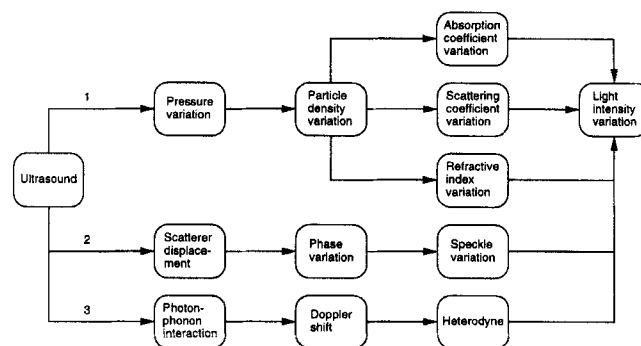 Absorption
coefficient
variation
1
Pressure
variation
Particle
density
variation
Scattering
coefficient
variation
Light
intensity
variation
Ultrasound
Refractive
index
variation
2
Scatterer
displace-
ment
Phase
variation
Speckle
variation
3
Photon-
phonon
interaction
Doppler
shift
Heterodyne